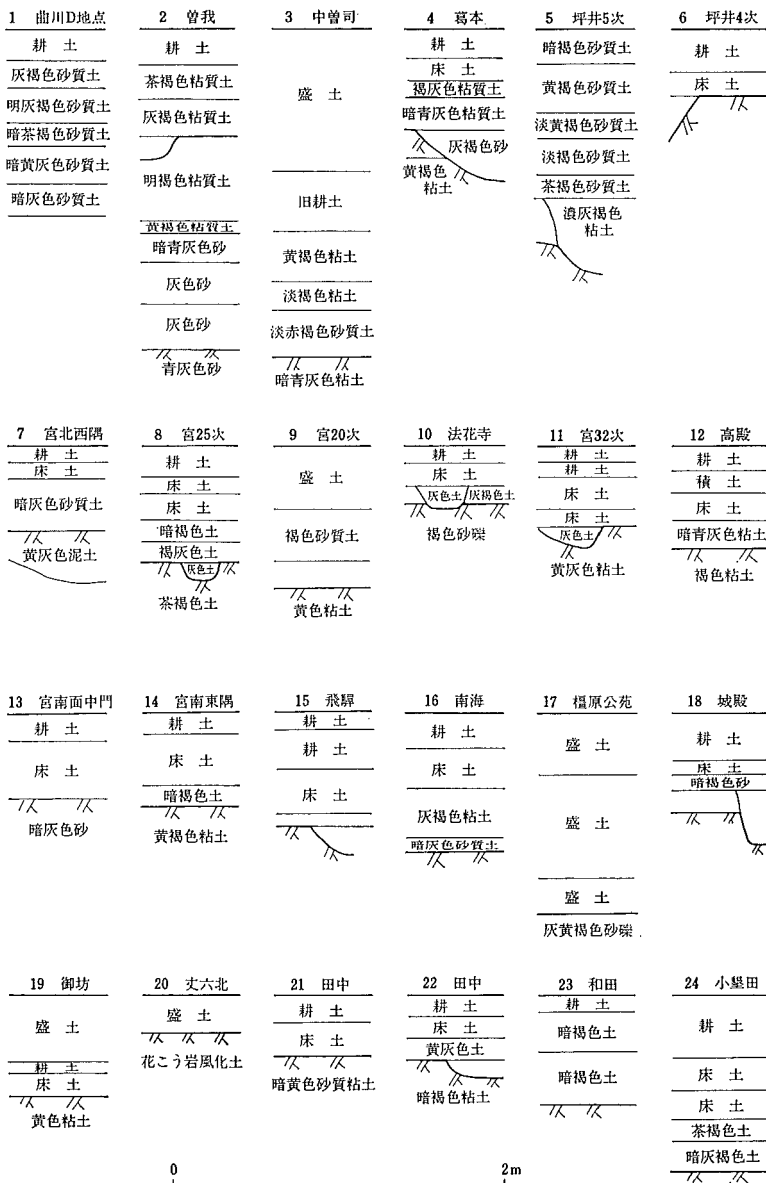 1 曲川D地点
耕土
灰褐色砂質土
明灰褐色砂質土
暗茶褐色砂質土
暗黄灰色砂質土
暗灰色砂質土
2 曽我
耕土
茶褐色粘質土
灰褐色粘質土
明褐色粘質土
黄褐色粘質土
暗青灰色砂
灰色砂
灰色砂
青灰色砂
3 中曽司
盛土
旧耕土
黄褐色粘土
淡褐色粘土
淡赤褐色砂質土
暗青灰色粘土
4 葛本
耕土
床土
褐灰色粘質土
暗青灰色粘質土
灰褐色砂
黄褐色
粘土
5 坪井5次
暗褐色砂質土
黄褐色砂質土
淡黄褐色砂質土
淡褐色砂質土
茶褐色砂質土
浪灰褐色
粘土
6 坪井4次
耕土
床土
7 宮北西隅
耕土
床土
暗灰色砂質土
黄灰色泥土
8 宮25次
耕土
床土
床土
暗褐色土
褐灰色土
灰色土
茶褐色土
9 宮20次
盛土
褐色砂質土
黄色粘土
10 法花寺
耕土
床土
灰色土 灰褐色土
褐色砂礫
11 宮32次
耕土
耕土
床土
床土
灰色土
黄灰色粘土
12 高殿
耕土
積土
床土
暗青灰色粘土
褐色粘土
13 宮南面中門
耕土
床土
暗灰色砂
14 宮南東隅
耕土
床土
暗褐色土
黄褐色粘土
15 飛驒
耕土
耕土
床土
16 南海
耕土
床土
灰褐色粘土
暗灰色砂質土
17 橿原公苑
盛土
盛土
盛土
灰黄褐色砂礫
18 城殿
耕土
床土
暗褐色砂
19 御坊
盛土
耕土
床土
黄色粘土
20 丈六北
盛土
花こう岩風化土
21 田中
耕土
床土
暗黄色砂質粘土
22 田中
耕土
床土
黄灰色土
暗褐色粘土
23 和田
耕土
暗褐色土
暗褐色土
24 小墾田
耕土
床土
床土
茶褐色土
暗灰褐色土
0 2m